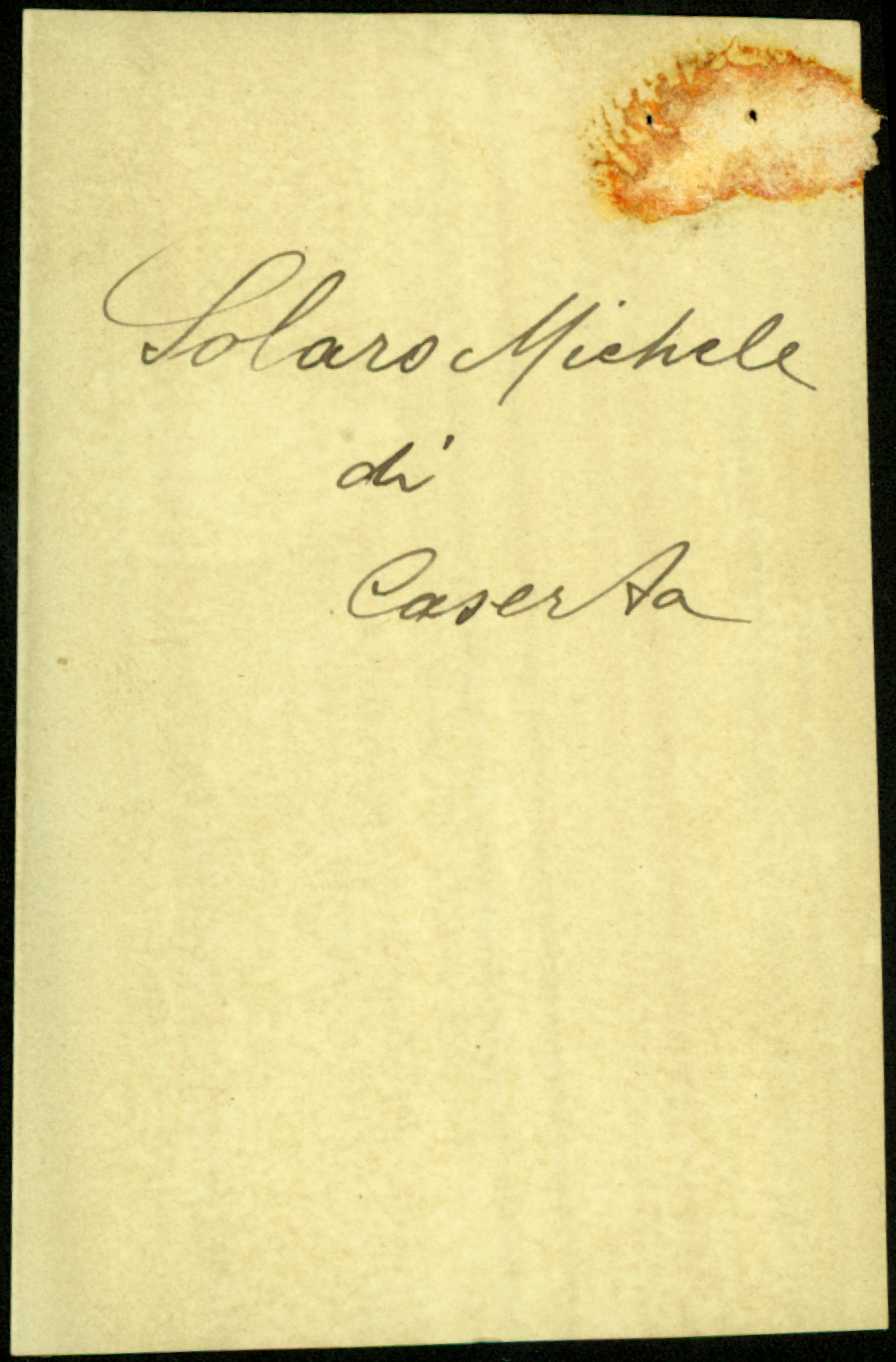 Solaro Michele
di
Caserta